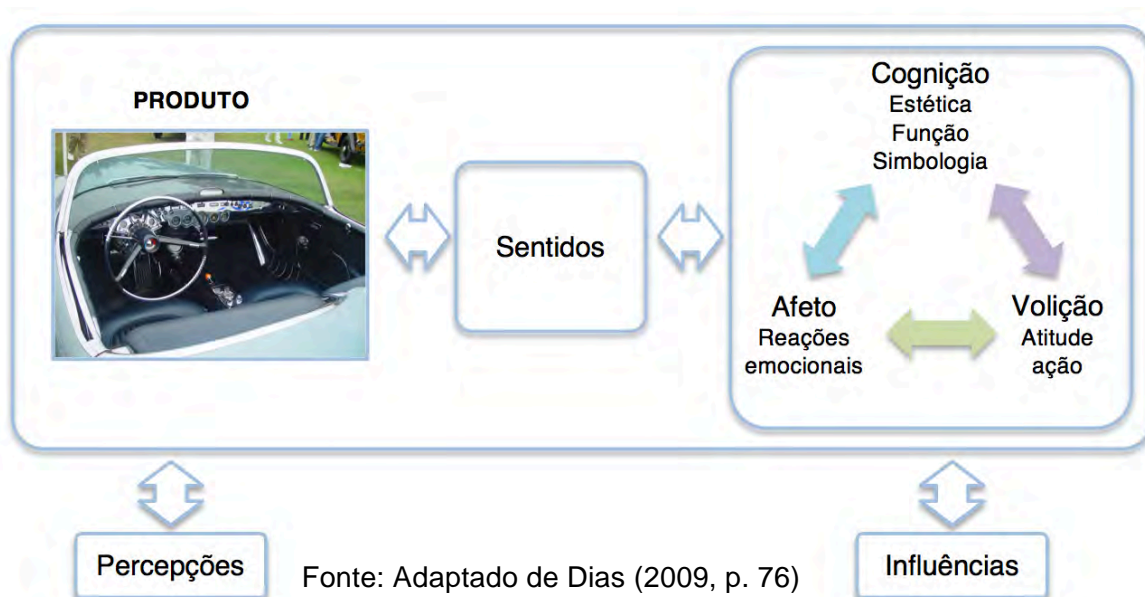 PRODUTO
Sentidos
Cognição
Estética
Função
Simbologia
Afeto
Reações
emocionais
Volição
Atitude
ação
Percepções
Influências
Fonte: Adaptado de Dias (2009, p. 76)